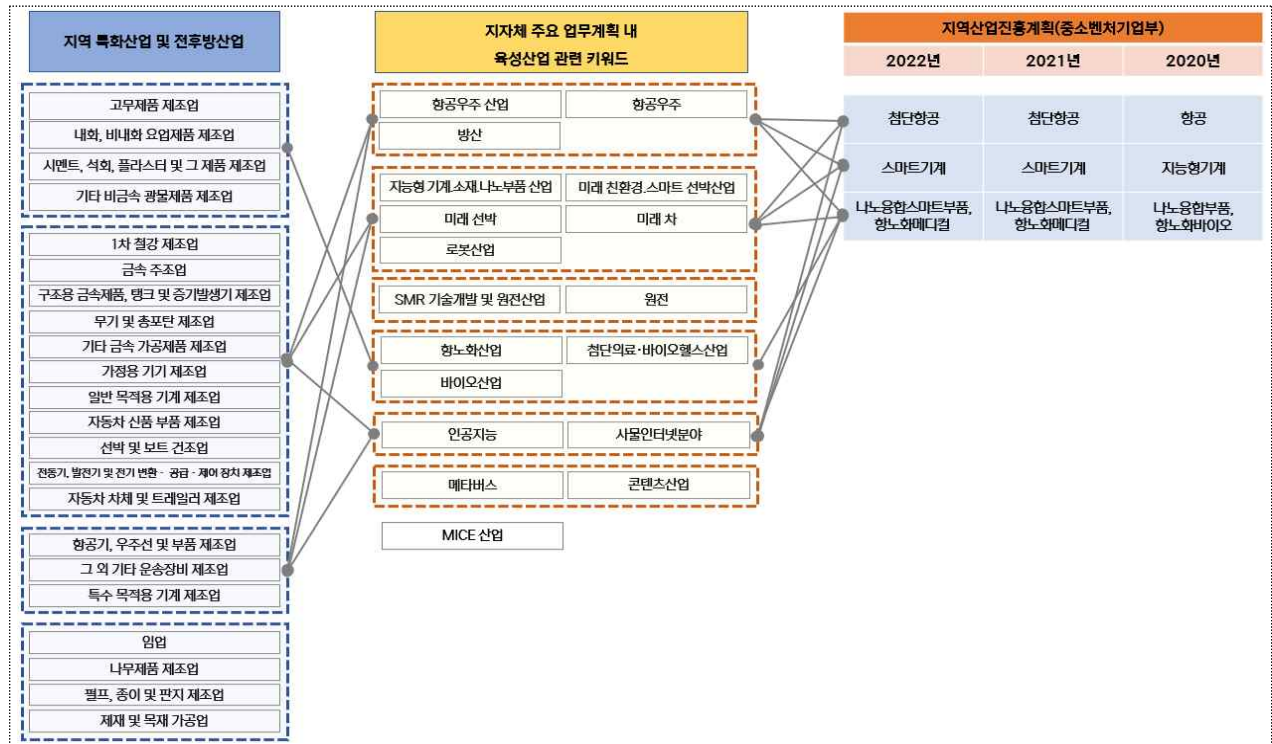 지역 특화산업 및 전후방산업
고무제품 제조업
내화, 비내화 요업제품 제조업
시멘트, 석회, 플라스터 및 그 제품 제조업
기타 비금속 광물제품 제조업
1차 철강 제조업
금속 주조업
구조용 금속제품, 탱크 및 증기발생기 제조업
무기 및 총포탄 제조업
기타 금속 가공제품 제조업
가정용 기기 제조업
일반 목적용 기계 제조업
자동차 신품 부품 제조업
선박 및 보트 건조업
전동기, 발전기 및 전기 변환 · 공급 · 제어 장치 제조업
자동차 차체 및 트레일러 제조업
항공기, 우주선 및 부품 제조업
그 외 기타 운송장비 제조업
특수 목적용 기계 제조업
임업
나무제품 제조업
펄프, 종이 및 판지 제조업
제재 및 목재 가공업
지자체 주요 업무계획 내
육성산업 관련 키워드
항공우주 산업
항공우주
방산
지능형 기계.소재.나노부품 산업
미래 친환경.스마트 선박산업
미래 선박
미래 차
로봇산업
SMR 기술개발 및 원전산업
원전
항노화산업
첨단의료·바이오헬스산업
바이오산업
인공지능
사물인터넷분야
메타버스
콘텐츠산업
MICE 산업
지역산업진흥계획(중소벤처기업부)
2022년
2021년
2020년
첨단항공
첨단항공
항공
스마트기계
스마트기계
지능형기계
나노융합스마트부품,
항노화메디컬
나노융합스마트부품,
항노화메디컬
나노융합부품,
항노화바이오